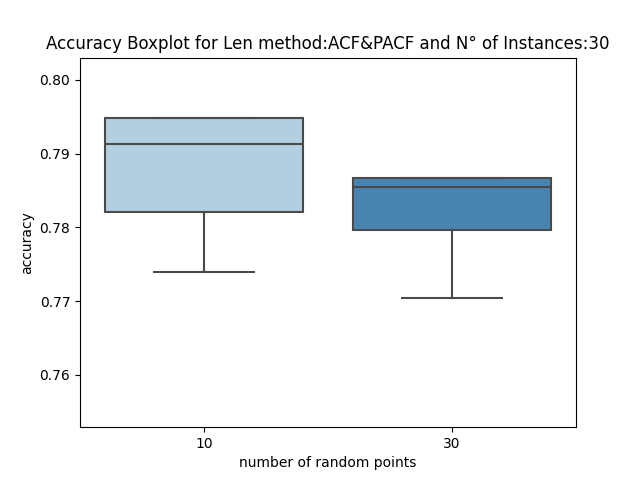 Accuracy Boxplot for Len method:ACF&PACF and N° of Instances:30
0.80
0.79
0.78
0.77
0.76
accuracy
10
30
number of random points